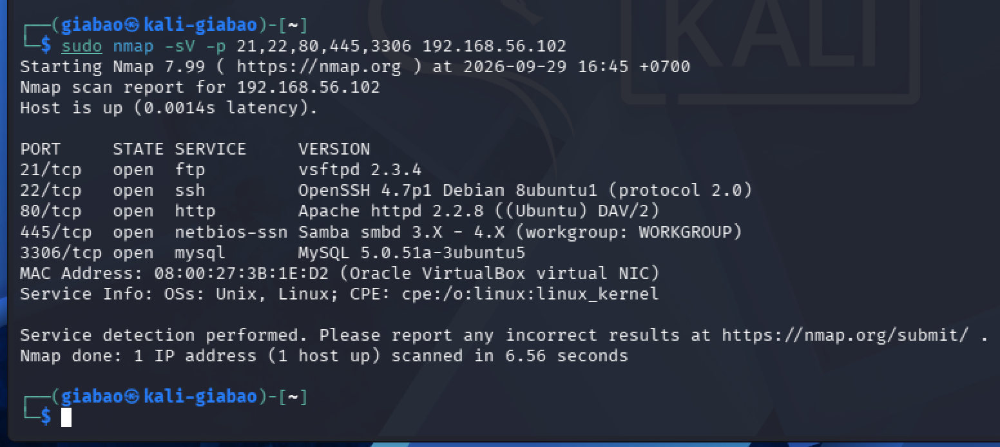 ┌──(giabao㉿kali-giabao)-[~]
└─$ sudo nmap -sV -p 21,22,80,445,3306 192.168.56.102
Starting Nmap 7.99 ( https://nmap.org ) at 2026-09-29 16:45 +0700
Nmap scan report for 192.168.56.102
Host is up (0.0014s latency).
PORT     STATE SERVICE     VERSION
21/tcp   open  ftp         vsftpd 2.3.4
22/tcp   open  ssh         OpenSSH 4.7p1 Debian 8ubuntu1 (protocol 2.0)
80/tcp   open  http        Apache httpd 2.2.8 ((Ubuntu) DAV/2)
445/tcp  open  netbios-ssn Samba smbd 3.X - 4.X (workgroup: WORKGROUP)
3306/tcp open  mysql       MySQL 5.0.51a-3ubuntu5
MAC Address: 08:00:27:3B:1E:D2 (Oracle VirtualBox virtual NIC)
Service Info: OSs: Unix, Linux; CPE: cpe:/o:linux:linux_kernel
Service detection performed. Please report any incorrect results at https://nmap.org/submit/ .
Nmap done: 1 IP address (1 host up) scanned in 6.56 seconds
┌──(giabao㉿kali-giabao)-[~]
└─$
KALI